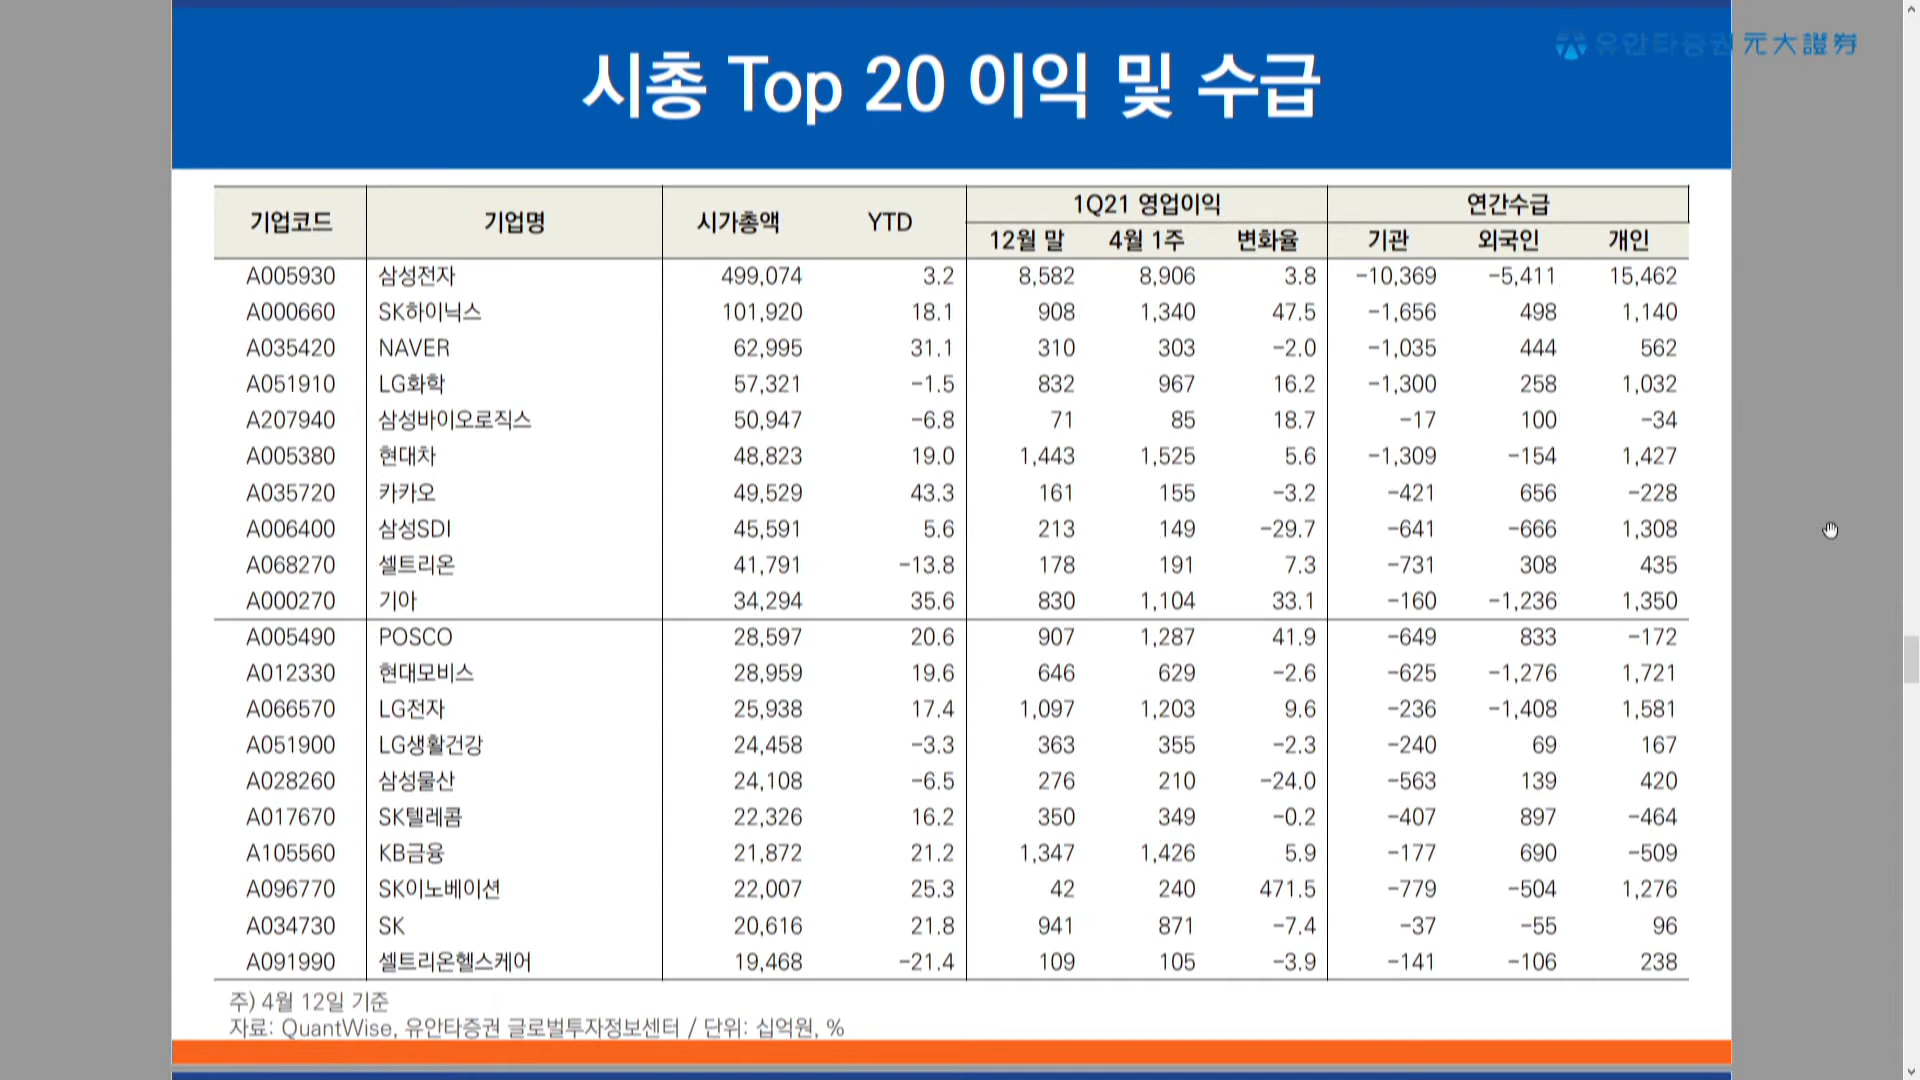 유안타증권 元大證券
시총 Top 20 이익 및 수급
기업코드 기업명 시가총액 YTD 1Q21 영업이익 연간수급
12월 말 4월 1주 변화율 기관 외국인 개인
A005930 삼성전자 499,074 3.2 8,582 8,906 3.8 -10,369 -5,411 15,462
A000660 SK하이닉스 101,920 18.1 908 1,340 47.5 -1,656 498 1,140
A035420 NAVER 62,995 31.1 310 303 -2.0 -1,035 444 562
A051910 LG화학 57,321 -1.5 832 967 16.2 -1,300 258 1,032
A207940 삼성바이오로직스 50,947 -6.8 71 85 18.7 -17 100 -34
A005380 현대차 48,823 19.0 1,443 1,525 5.6 -1,309 -154 1,427
A035720 카카오 49,529 43.3 161 155 -3.2 -421 656 -228
A006400 삼성SDI 45,591 5.6 213 149 -29.7 -641 -666 1,308
A068270 셀트리온 41,791 -13.8 178 191 7.3 -731 308 435
A000270 기아 34,294 35.6 830 1,104 33.1 -160 -1,236 1,350
A005490 POSCO 28,597 20.6 907 1,287 41.9 -649 833 -172
A012330 현대모비스 28,959 19.6 646 629 -2.6 -625 -1,276 1,721
A066570 LG전자 25,938 17.4 1,097 1,203 9.6 -236 -1,408 1,581
A051900 LG생활건강 24,458 -3.3 363 355 -2.3 -240 69 167
A028260 삼성물산 24,108 -6.5 276 210 -24.0 -563 139 420
A017670 SK텔레콤 22,326 16.2 350 349 -0.2 -407 897 -464
A105560 KB금융 21,872 21.2 1,347 1,426 5.9 -177 690 -509
A096770 SK이노베이션 22,007 25.3 42 240 471.5 -779 -504 1,276
A034730 SK 20,616 21.8 941 871 -7.4 -37 -55 96
A091990 셀트리온헬스케어 19,468 -21.4 109 105 -3.9 -141 -106 238
주) 4월 12일 기준
자료: QuantWise, 유안타증권 글로벌투자정보센터 / 단위: 십억원, %